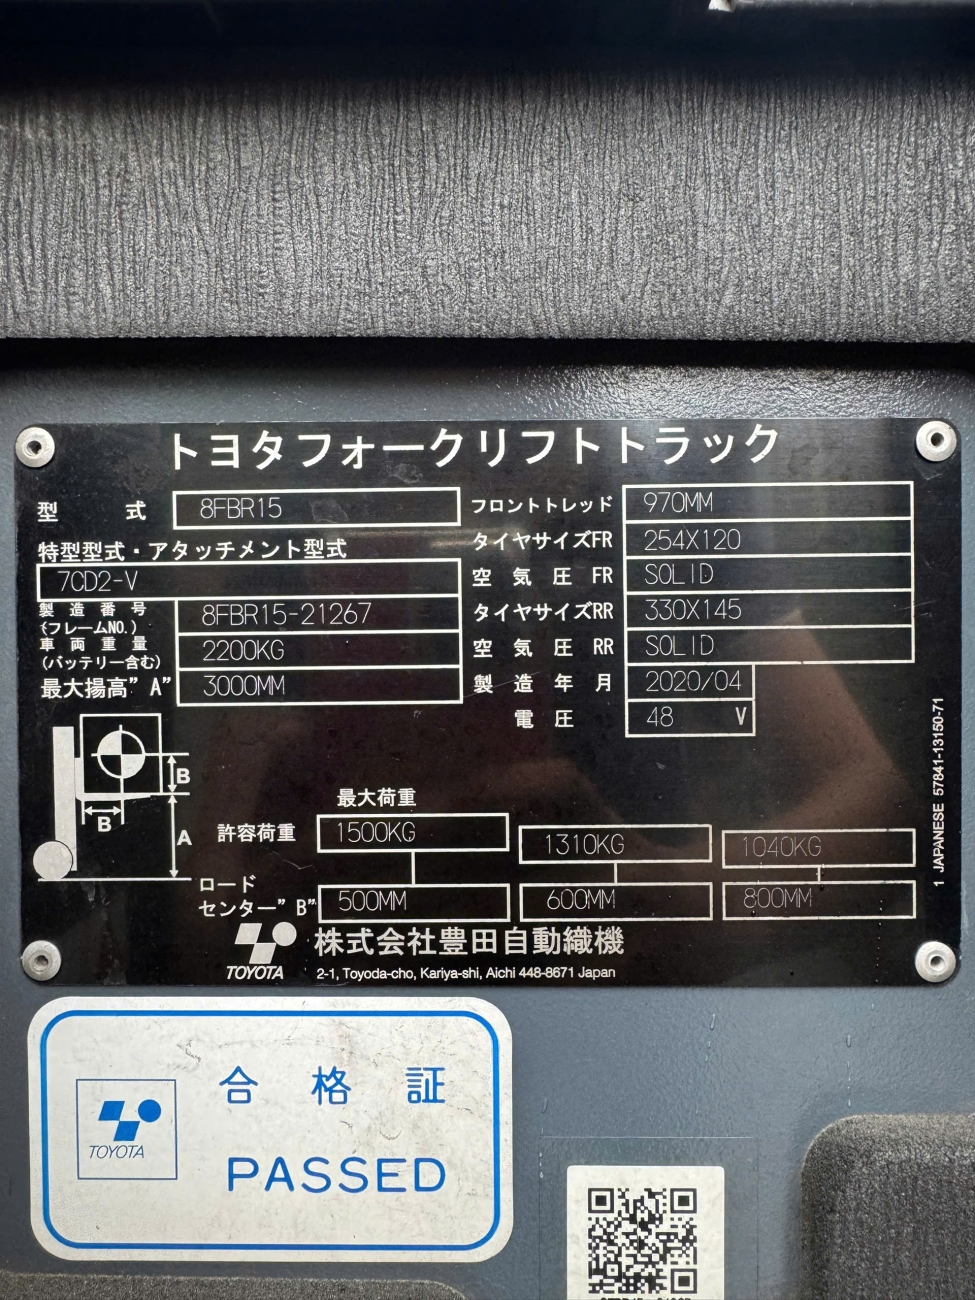 トヨタフォークリフトトラック
型式 8FBR15
特型型式・アタッチメント型式
7CD2-V
製造番号
(フレームNO.) 8FBR15-21267
車両重量
(バッテリー含む) 2200KG
最大揚高"A" 3000MM
フロントトレッド 970MM
タイヤサイズFR 254X120
空気圧 FR SOLID
タイヤサイズRR 330X145
空気圧 RR SOLID
製造年月 2020/04
電圧 48 V
B
B
A
最大荷重
許容荷重 1500KG 1310KG 1040KG
ロード
センター"B" 500MM 600MM 800MM
TOYOTA 株式会社豊田自動織機
2-1, Toyoda-cho, Kariya-shi, Aichi 448-8671 Japan
1 JAPANESE 57841-13150-71
合格証
TOYOTA
PASSED